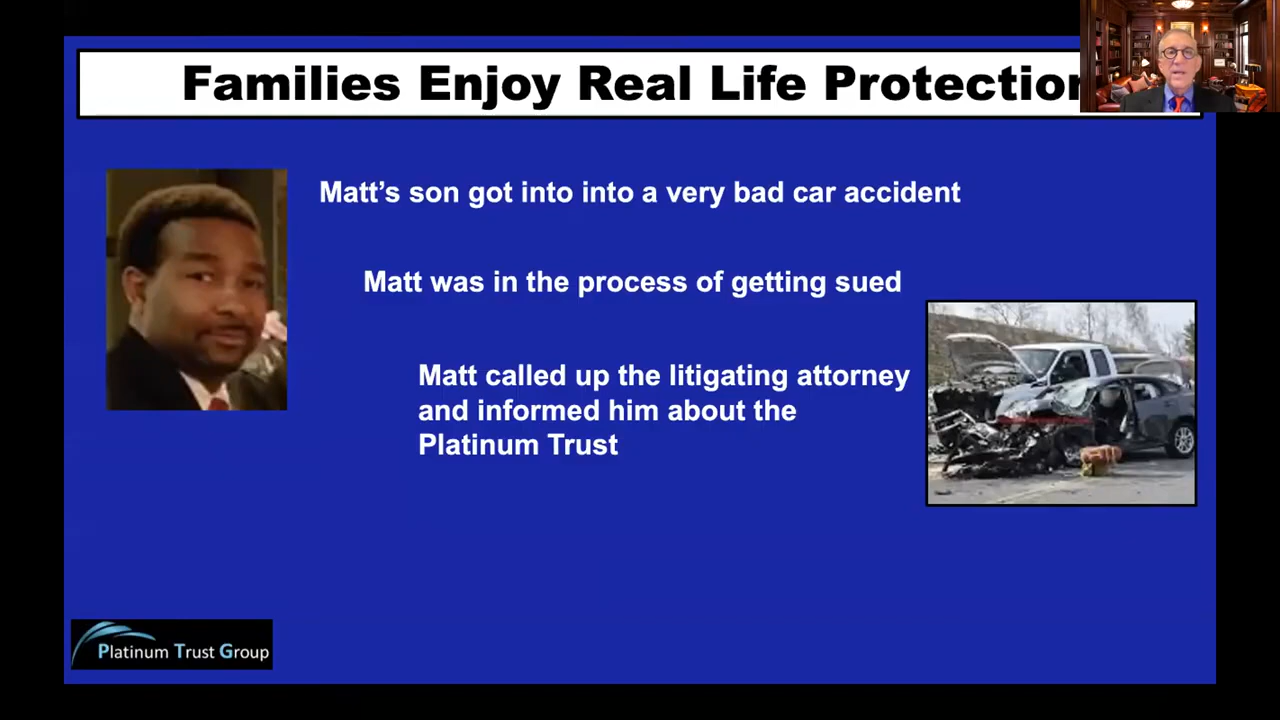 Families Enjoy Real Life Protection
Matt’s son got into into a very bad car accident
Matt was in the process of getting sued
Matt called up the litigating attorney
and informed him about the
Platinum Trust
Platinum Trust Group